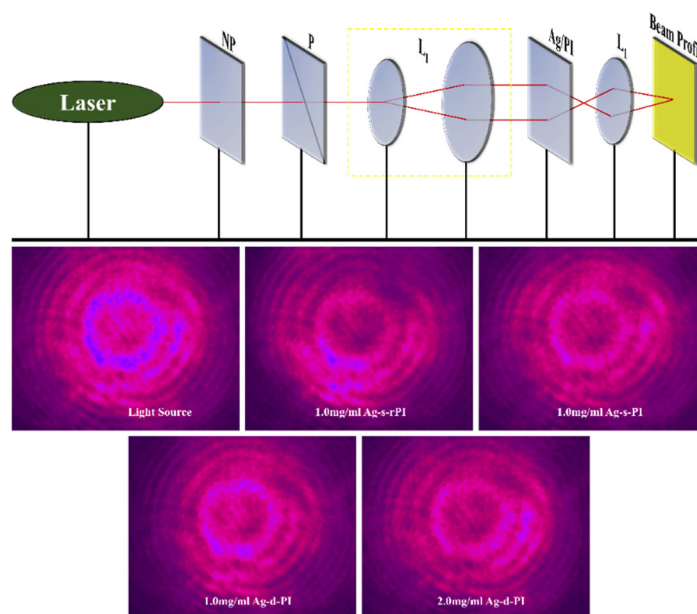 NP
P
L1
Ag/PI
L1
Beam Profi
Laser
Light Source
1.0mg/ml Ag-s-rPI
1.0mg/ml Ag-s-PI
1.0mg/ml Ag-d-PI
2.0mg/ml Ag-d-PI